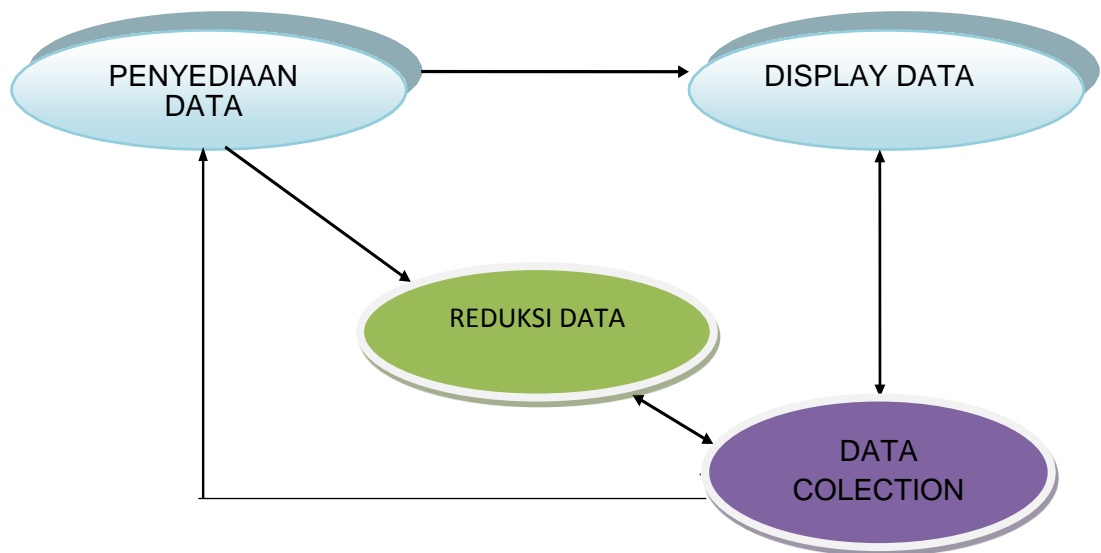 PENYEDIAAN
DATA
DISPLAY DATA
REDUKSI DATA
DATA
COLECTION